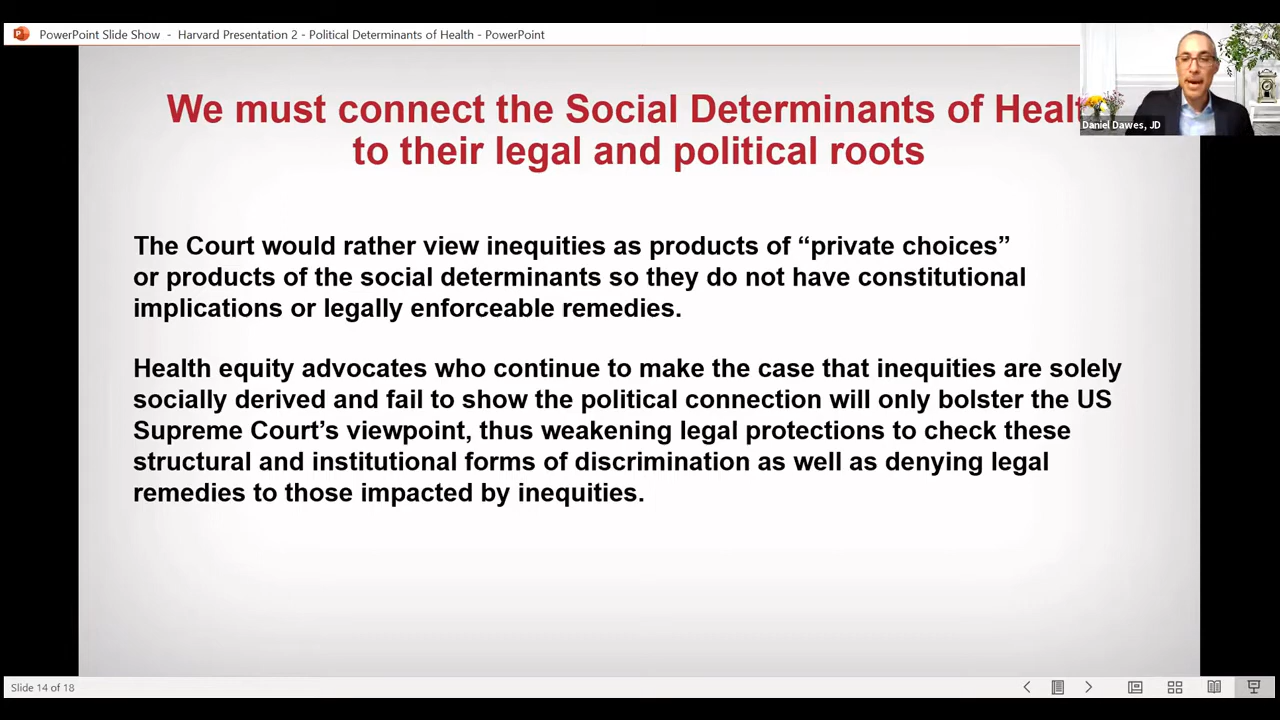 PowerPoint Slide Show - Harvard Presentation 2 - Political Determinants of Health - PowerPoint
We must connect the Social Determinants of Healt
to their legal and political roots
Daniel Dawes, JD
The Court would rather view inequities as products of “private choices”
or products of the social determinants so they do not have constitutional
implications or legally enforceable remedies.
Health equity advocates who continue to make the case that inequities are solely
socially derived and fail to show the political connection will only bolster the US
Supreme Court’s viewpoint, thus weakening legal protections to check these
structural and institutional forms of discrimination as well as denying legal
remedies to those impacted by inequities.
Slide 14 of 18